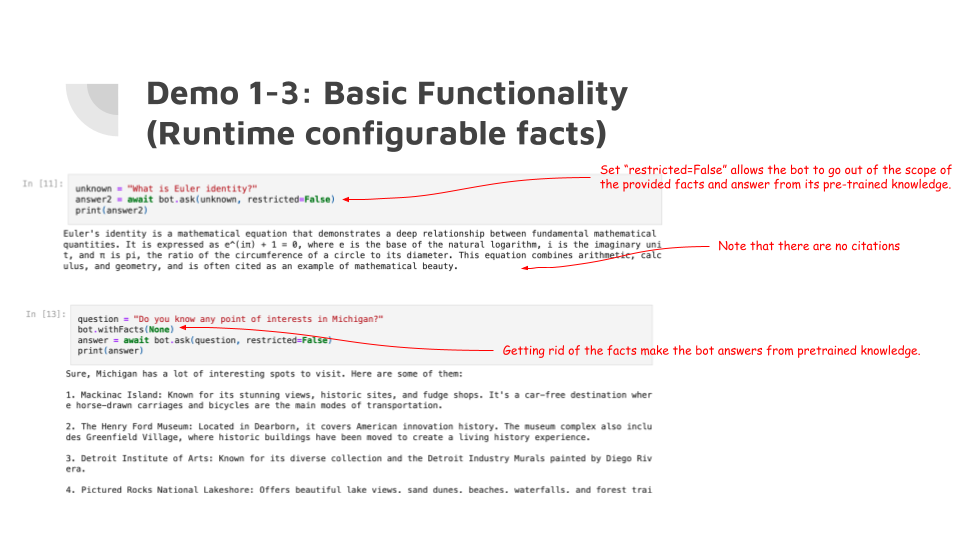 Demo 1-3: Basic Functionality
(Runtime configurable facts)
Set “restricted=False” allows the bot to go out of the scope of
the provided facts and answer from its pre-trained knowledge.
In [11]:
unknown = "What is Euler identity?"
answer2 = await bot.ask(unknown, restricted=False)
print(answer2)
Euler's identity is a mathematical equation that demonstrates a deep relationship between fundamental mathematical
quantities. It is expressed as e^(iπ) + 1 = 0, where e is the base of the natural logarithm, i is the imaginary uni
t, and π is pi, the ratio of the circumference of a circle to its diameter. This equation combines arithmetic, calc
ulus, and geometry, and is often cited as an example of mathematical beauty.
Note that there are no citations
In [13]:
question = "Do you know any point of interests in Michigan?"
bot.withFacts(None)
answer = await bot.ask(question, restricted=False)
print(answer)
Getting rid of the facts make the bot answers from pretrained knowledge.
Sure, Michigan has a lot of interesting spots to visit. Here are some of them:
1. Mackinac Island: Known for its stunning views, historic sites, and fudge shops. It's a car-free destination wher
e horse-drawn carriages and bicycles are the main modes of transportation.
2. The Henry Ford Museum: Located in Dearborn, it covers American innovation history. The museum complex also inclu
des Greenfield Village, where historic buildings have been moved to create a living history experience.
3. Detroit Institute of Arts: Known for its diverse collection and the Detroit Industry Murals painted by Diego Riv
era.
4. Pictured Rocks National Lakeshore: Offers beautiful lake views, sand dunes, beaches, waterfalls, and forest trai